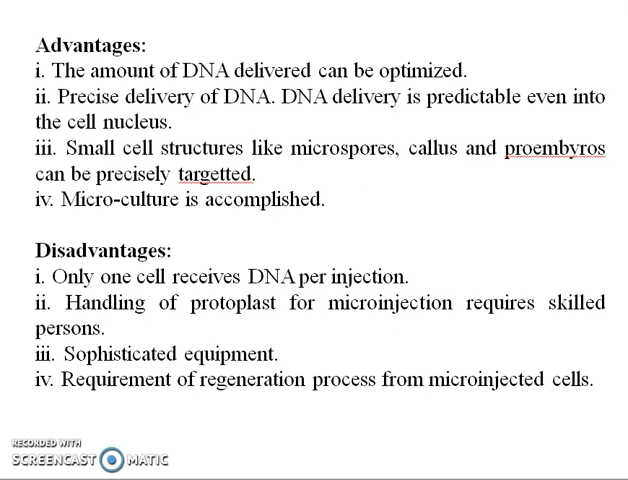 Advantages:
i. The amount of DNA delivered can be optimized.
ii. Precise delivery of DNA. DNA delivery is predictable even into
the cell nucleus.
iii. Small cell structures like microspores, callus and proembyros
can be precisely targetted.
iv. Micro-culture is accomplished.
Disadvantages:
i. Only one cell receives DNA per injection.
ii. Handling of protoplast for microinjection requires skilled
persons.
iii. Sophisticated equipment.
iv. Requirement of regeneration process from microinjected cells.
RECORDED WITH
SCREENCAST MATIC